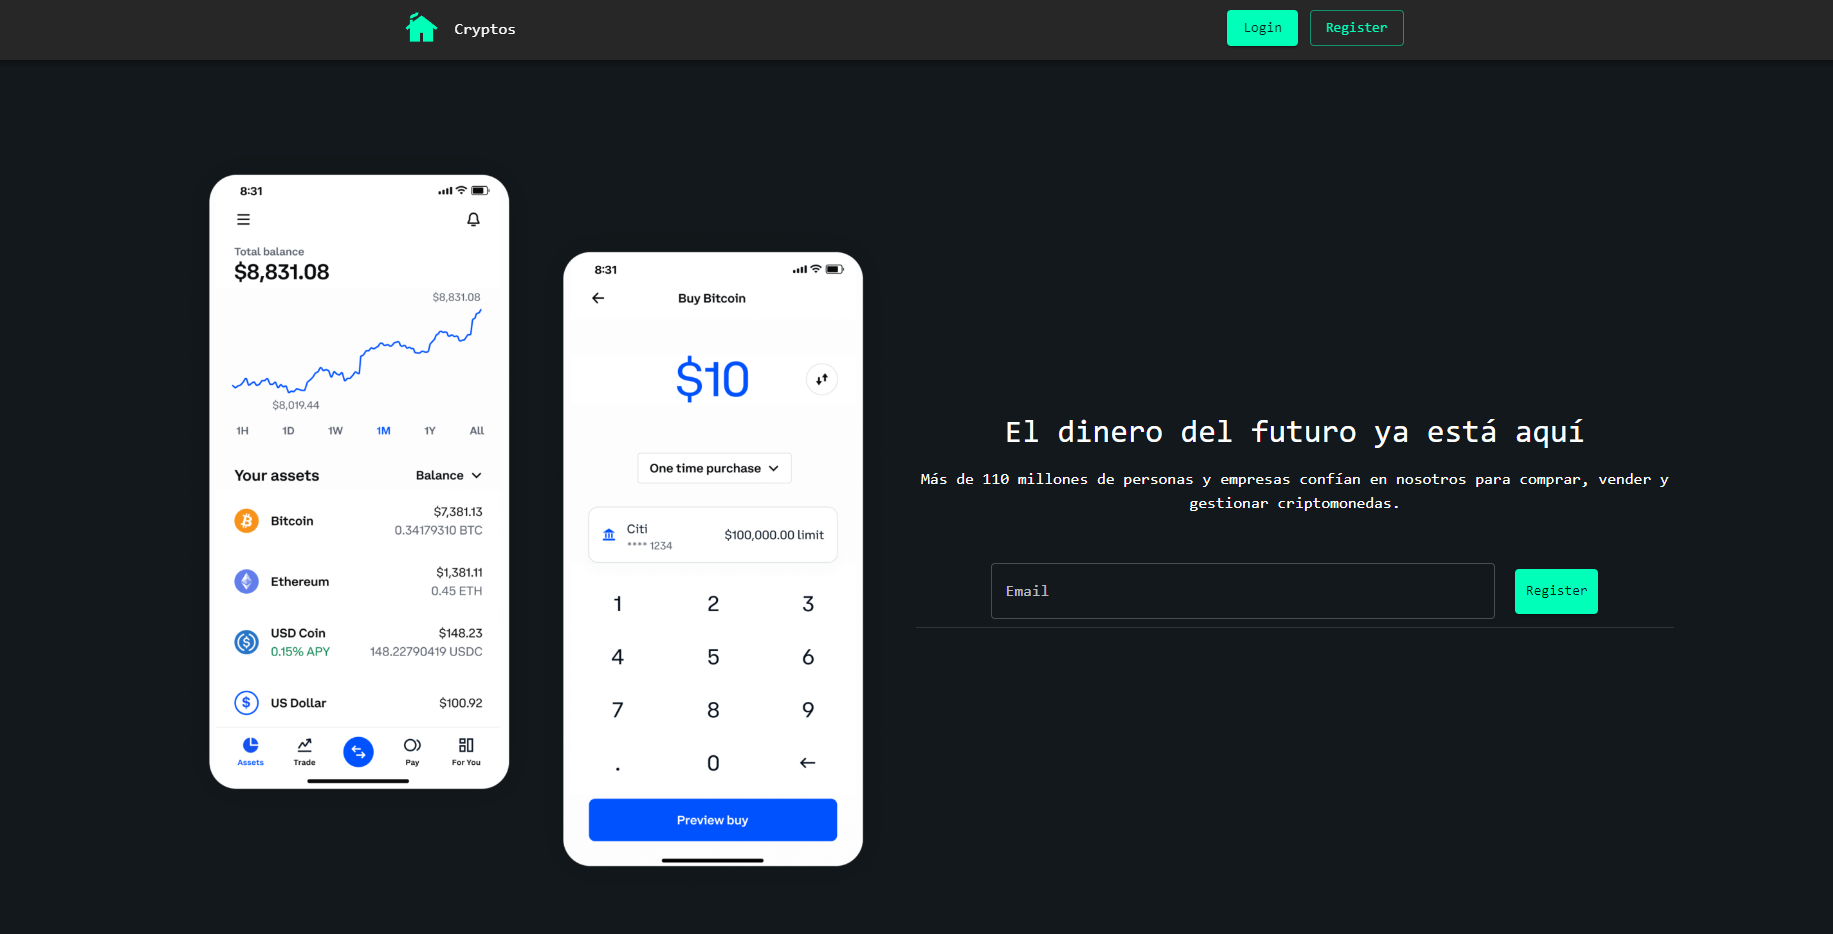 Cryptos
Login
Register
8:31
Total balance
$8,831.08
$8,831.08
$8,019.44
1H 1D 1W 1M 1Y All
Your assets Balance
Bitcoin $7,381.13
0.34179310 BTC
Ethereum $1,381.11
0.45 ETH
USD Coin $148.23
0.15% APY 148.22790419 USDC
US Dollar $100.92
Assets Trade Pay For You
8:31
Buy Bitcoin
$10
One time purchase
Citi
**** 1234
$100,000.00 limit
1 2 3
4 5 6
7 8 9
. 0
Preview buy
El dinero del futuro ya está aquí
Más de 110 millones de personas y empresas confían en nosotros para comprar, vender y
gestionar criptomonedas.
Email
Register